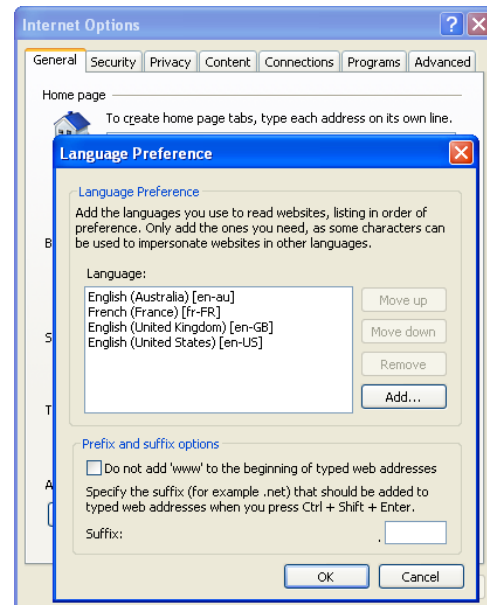 Internet Options
General Security Privacy Content Connections Programs Advanced
Home page
To create home page tabs, type each address on its own line.
Language Preference
Language Preference
Add the languages you use to read websites, listing in order of
preference. Only add the ones you need, as some characters can
be used to impersonate websites in other languages.
Language:
English (Australia) [en-au]
French (France) [fr-FR]
English (United Kingdom) [en-GB]
English (United States) [en-US]
Move up
Move down
Remove
Add...
Prefix and suffix options
Do not add 'www' to the beginning of typed web addresses
Specify the suffix (for example .net) that should be added to
typed web addresses when you press Ctrl + Shift + Enter.
Suffix: .
OK Cancel